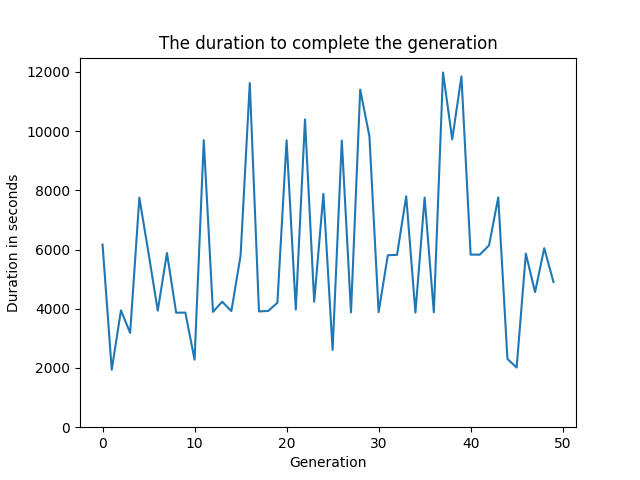 The duration to complete the generation
12000
10000
8000
6000
4000
2000
0
Duration in seconds
0 10 20 30 40 50
Generation